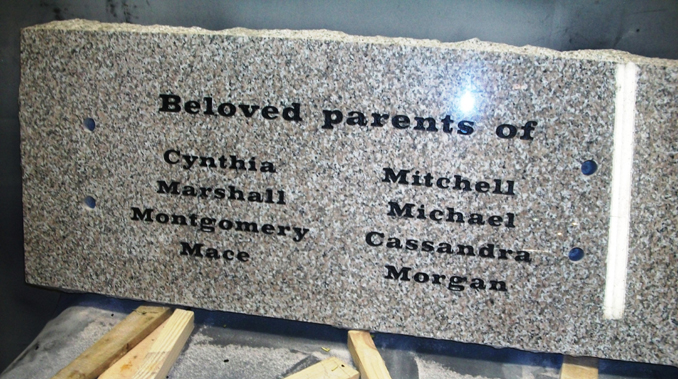 Beloved parents of
Cynthia
Marshall
Montgomery
Mace
Mitchell
Michael
Cassandra
Morgan